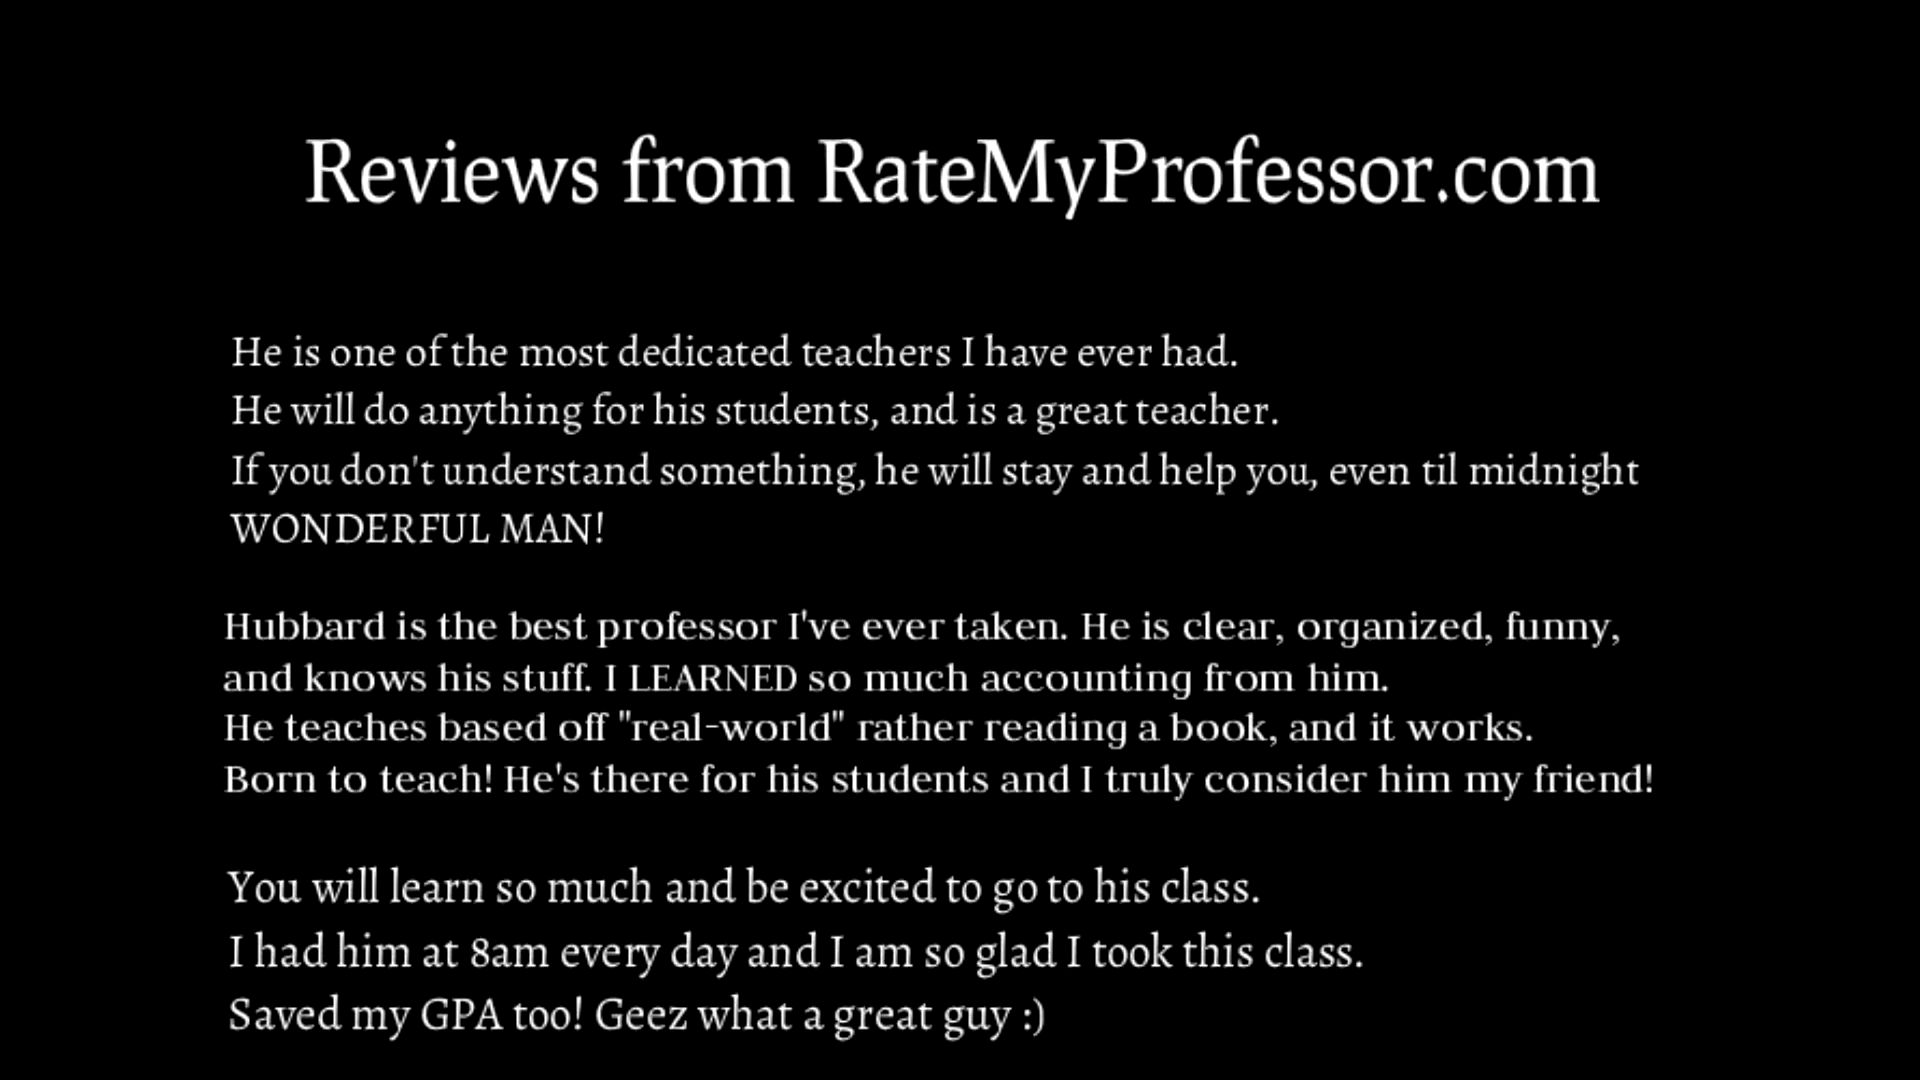 Reviews from RateMyProfessor.com
He is one of the most dedicated teachers I have ever had.
He will do anything for his students, and is a great teacher.
If you don't understand something, he will stay and help you, even til midnight
WONDERFUL MAN!
Hubbard is the best professor I've ever taken. He is clear, organized, funny,
and knows his stuff. I LEARNED so much accounting from him.
He teaches based off "real-world" rather reading a book, and it works.
Born to teach! He's there for his students and I truly consider him my friend!
You will learn so much and be excited to go to his class.
I had him at 8am every day and I am so glad I took this class.
Saved my GPA too! Geez what a great guy :)